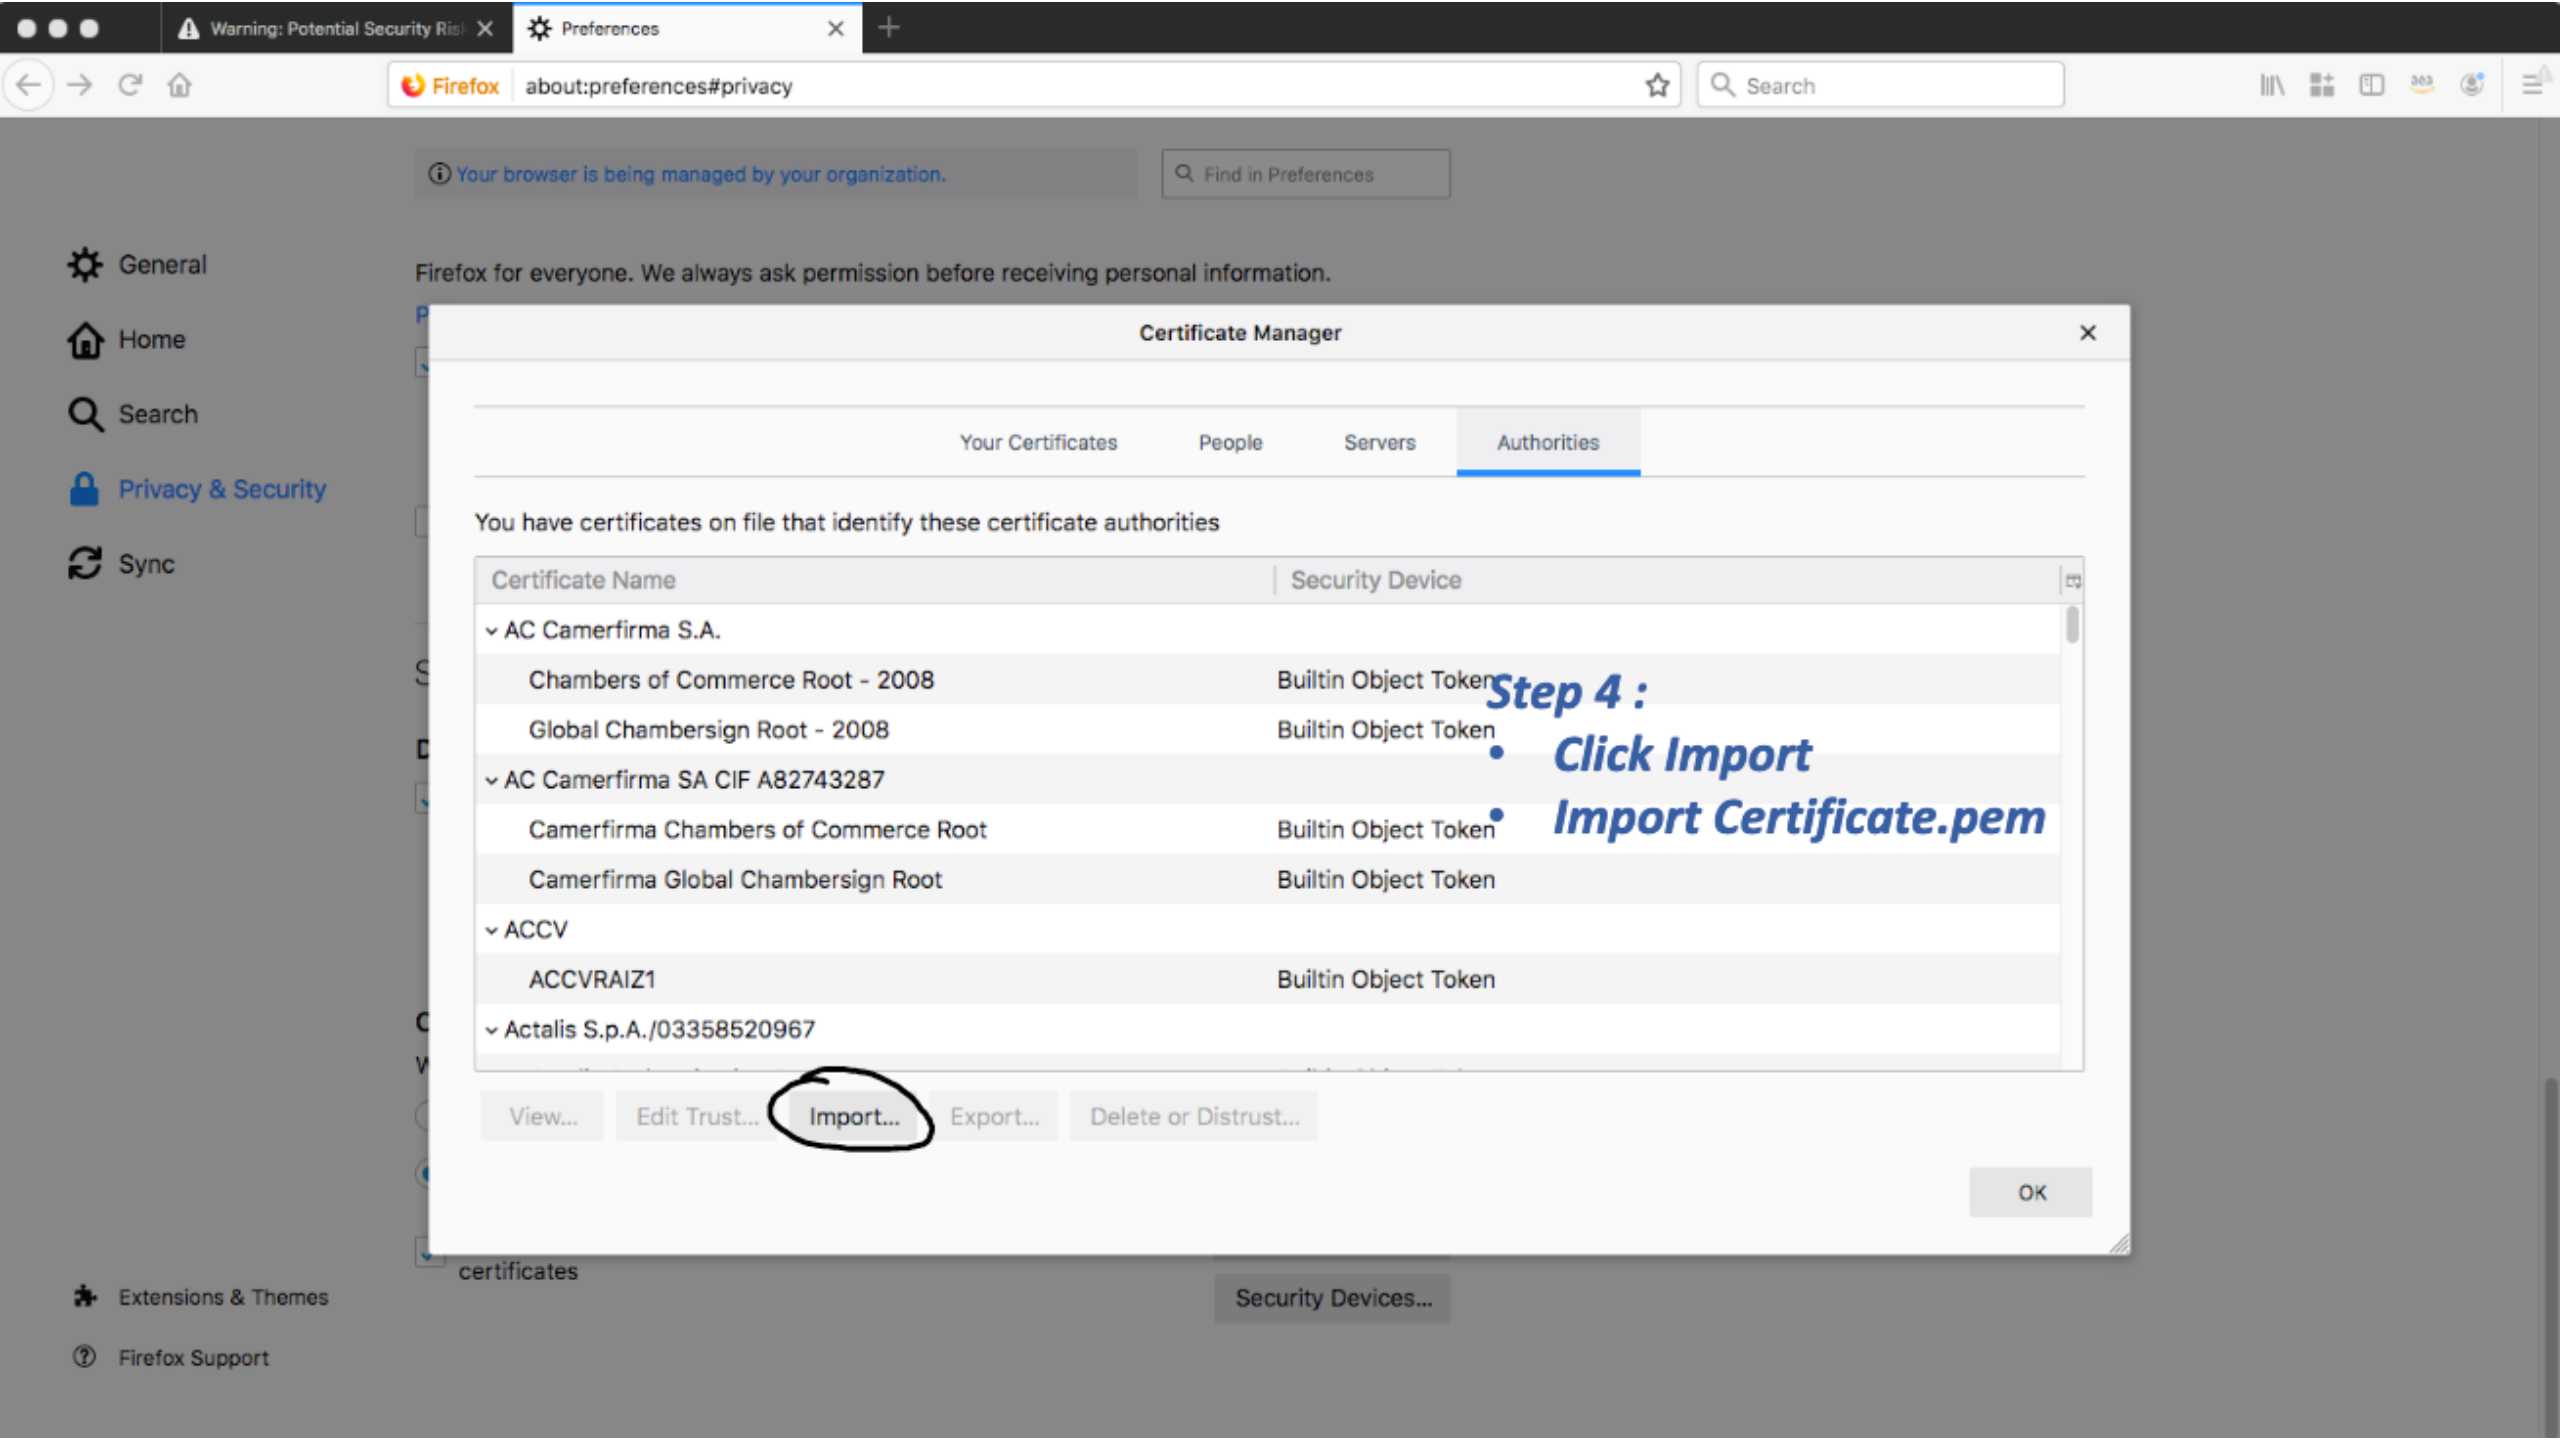 Warning: Potential Security Ris
Preferences
Firefox
about:preferences#privacy
Search
Your browser is being managed by your organization.
Find in Preferences
General
Home
Search
Privacy & Security
Sync
Extensions & Themes
Firefox Support
Firefox for everyone. We always ask permission before receiving personal information.
P
Certificate Manager
Your Certificates
People
Servers
Authorities
You have certificates on file that identify these certificate authorities
Certificate Name
Security Device
AC Camerfirma S.A.
Chambers of Commerce Root - 2008
Builtin Object Token
Global Chambersign Root - 2008
Builtin Object Token
AC Camerfirma SA CIF A82743287
Camerfirma Chambers of Commerce Root
Builtin Object Token
Camerfirma Global Chambersign Root
Builtin Object Token
ACCV
ACCVRAIZ1
Builtin Object Token
Actalis S.p.A./03358520967
Step 4 :
• Click Import
• Import Certificate.pem
View...
Edit Trust...
Import...
Export...
Delete or Distrust...
OK
S
D
certificates
Security Devices...